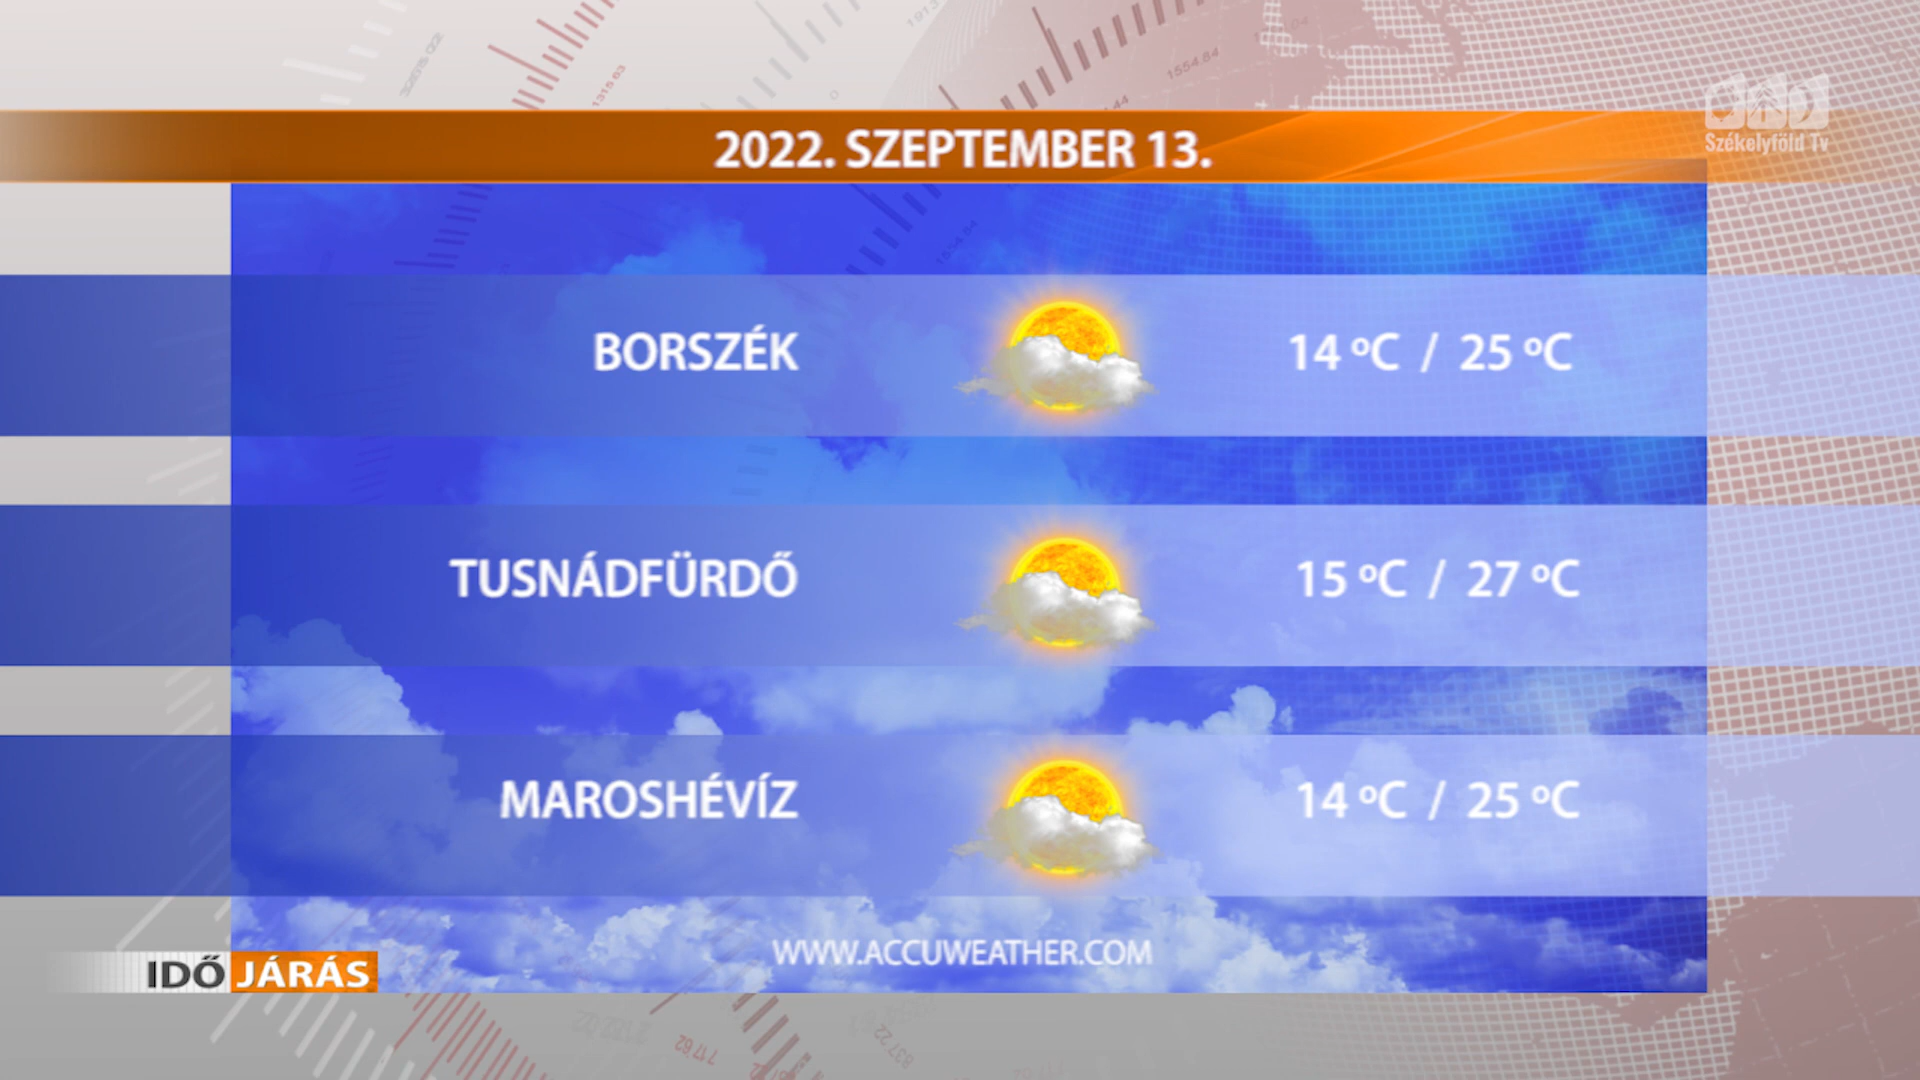 2022. SZEPTEMBER 13.
Székelyföld Tv
BORSZÉK 14 ºC / 25 ºC
TUSNÁDFÜRDŐ 15 ºC / 27 ºC
MAROSHÉVÍZ 14 ºC / 25 ºC
WWW.ACCUWEATHER.COM
IDŐJÁRÁS